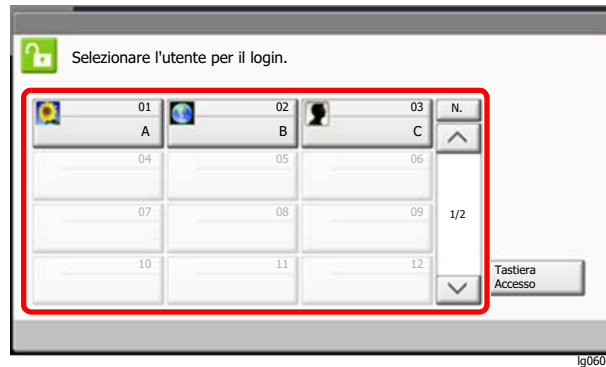 Selezionare l'utente per il login.
01 02 03 N.
A B C
04 05 06
07 08 09 1/2
10 11 12
Tastiera
Accesso
lg060